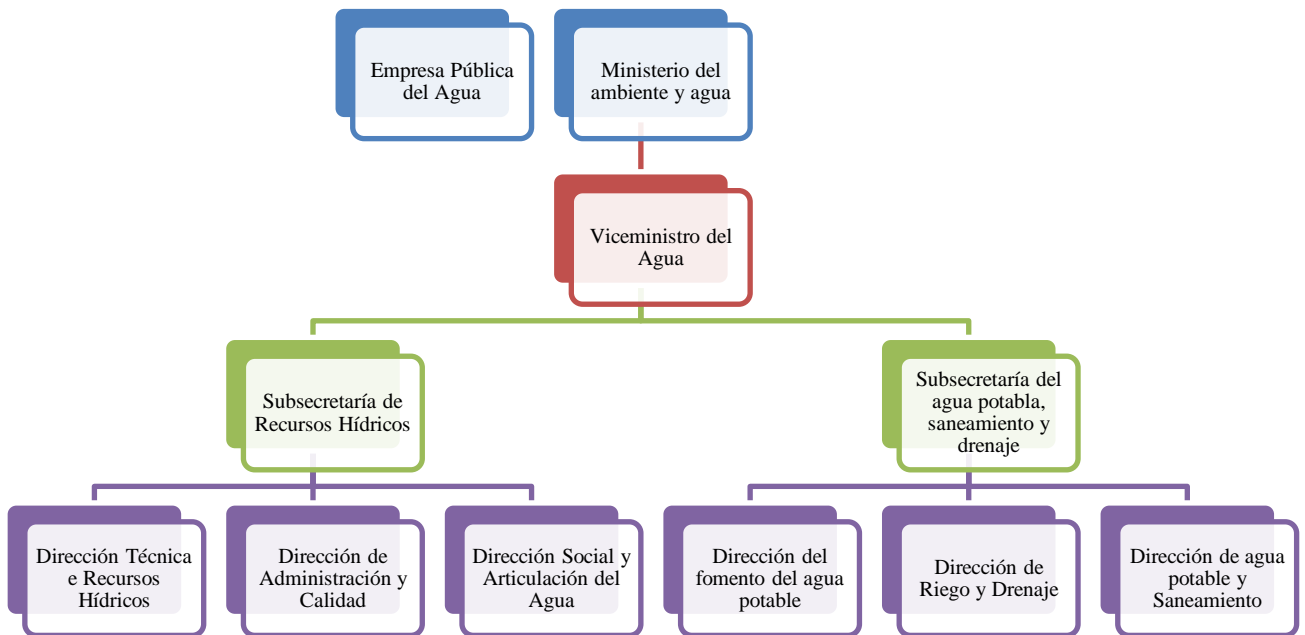 Empresa Pública
del Agua
Ministerio del
ambiente y agua
Viceministro del
Agua
Subsecretaría de
Recursos Hídricos
Subsecretaría del
agua potabla,
saneamiento y
drenaje
Dirección Técnica
e Recursos
Hídricos
Dirección de
Administración y
Calidad
Dirección Social y
Articulación del
Agua
Dirección del
fomento del agua
potable
Dirección de
Riego y Drenaje
Dirección de agua
potable y
Saneamiento